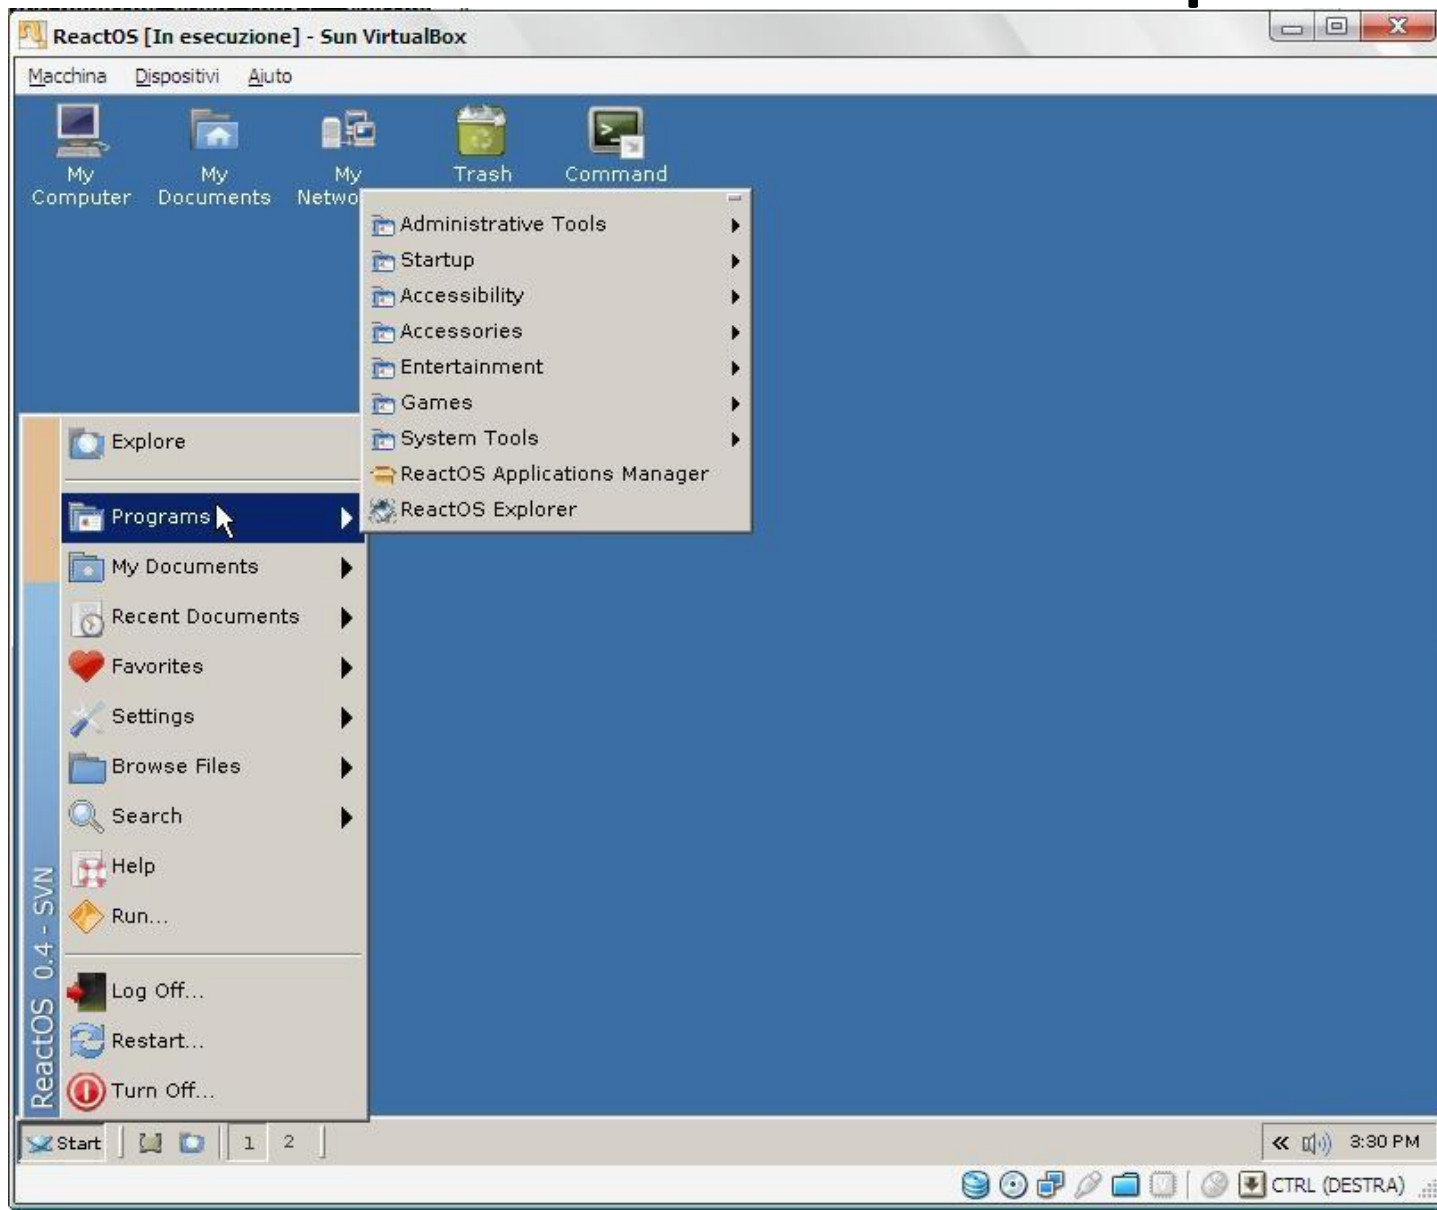 ReactOS [In esecuzione] - Sun VirtualBox
Macchina Dispositivi Aiuto
My Computer
My Documents
My Netwo
Trash
Command
Administrative Tools
Startup
Accessibility
Accessories
Entertainment
Games
System Tools
ReactOS Applications Manager
ReactOS Explorer
Explore
Programs
My Documents
Recent Documents
Favorites
Settings
Browse Files
Search
Help
Run...
Log Off...
Restart...
Turn Off...
ReactOS 0.4 - SVN
Start 1 2 3:30 PM
CTRL (DESTRA)